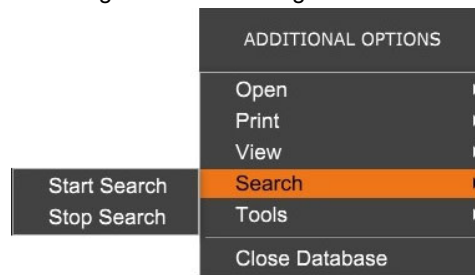 ADDITIONAL OPTIONS
Open
Print
View
Search
Start Search
Stop Search
Tools
Close Database